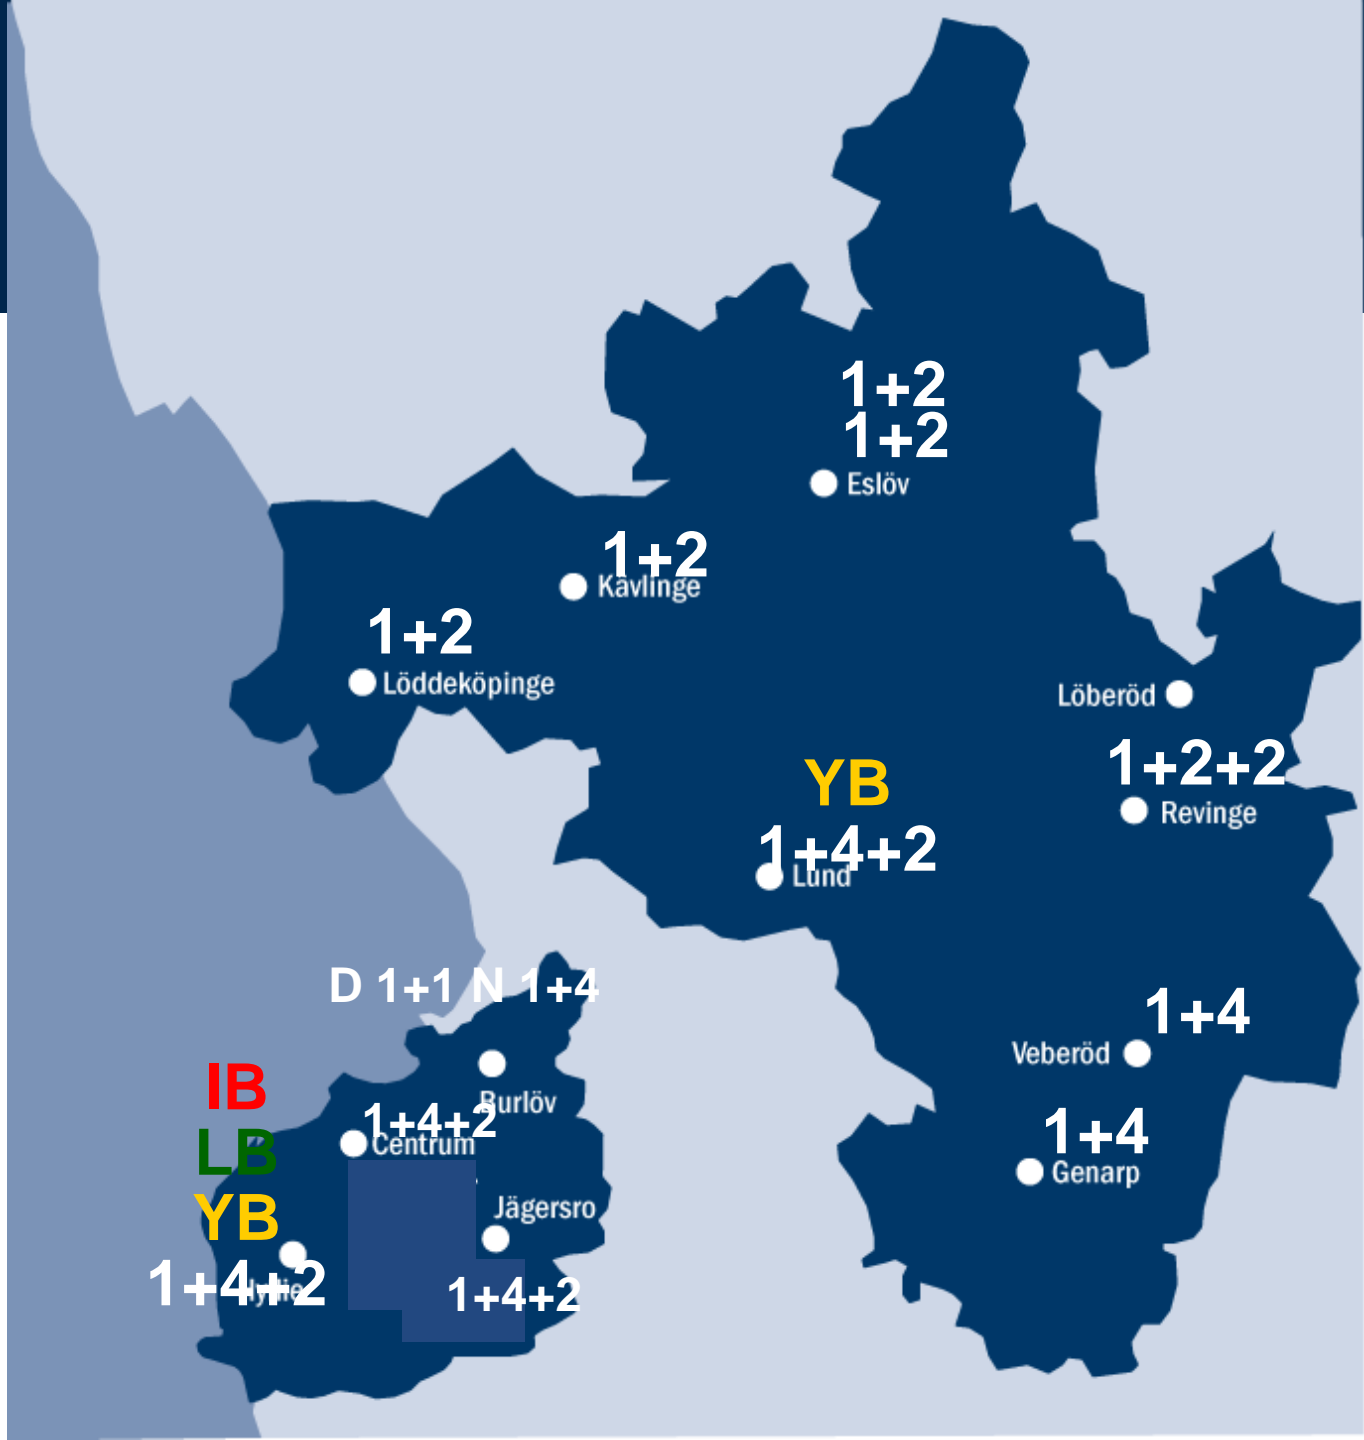 1+2
1+2
Eslöv
1+2
Kävlinge
1+2
Löddeköpinge
Löberöd
1+2+2
Revinge
YB
1+4+2
Lund
D 1+1 N 1+4
1+4
Veberöd
Burlöv
IB
1+4+2
Centrum
LB
1+4
Genarp
YB
Jägersro
1+4+2
1+4+2